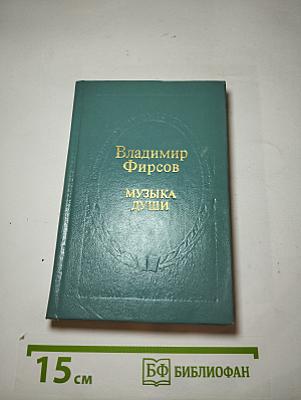 Владимир
Фирсов
МУЗЫКА
ДУШИ
15 см
БФ БИБЛИОФАН